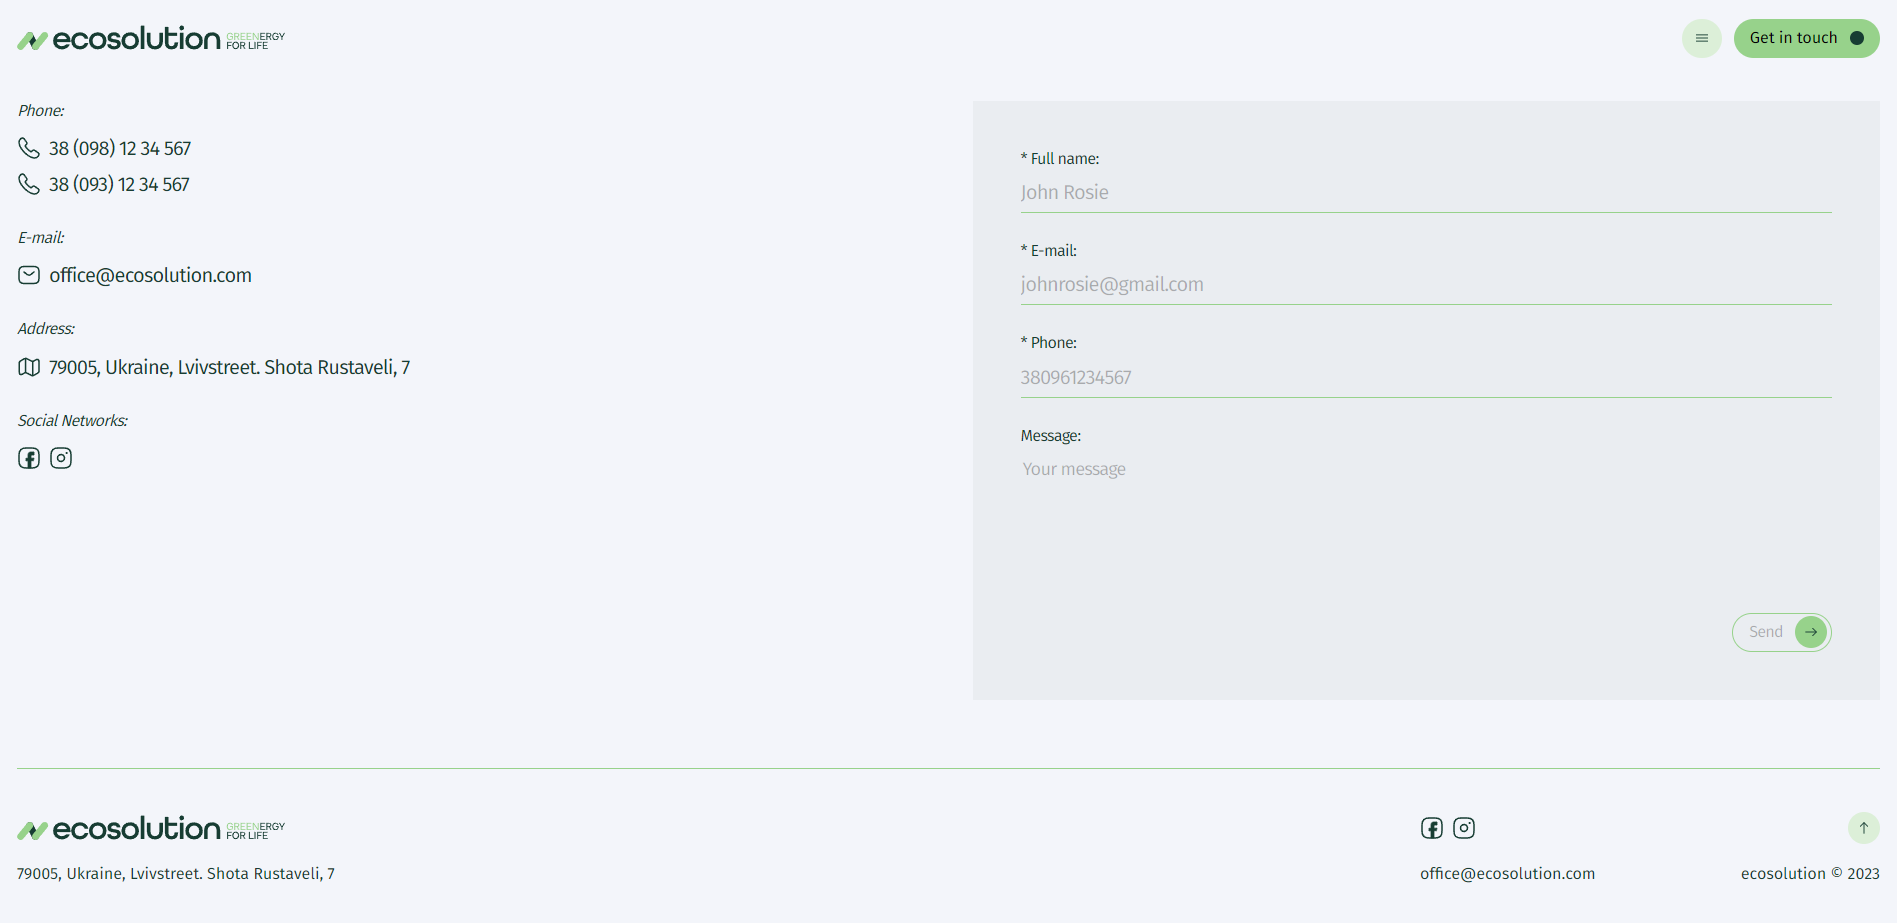 ecosolution GREENERGY
FOR LIFE
Get in touch
Phone:
38 (098) 12 34 567
38 (093) 12 34 567
E-mail:
office@ecosolution.com
Address:
79005, Ukraine, Lvivstreet. Shota Rustaveli, 7
Social Networks:
* Full name:
John Rosie
* E-mail:
johnrosie@gmail.com
* Phone:
380961234567
Message:
Your message
Send
ecosolution GREENERGY
FOR LIFE
79005, Ukraine, Lvivstreet. Shota Rustaveli, 7
office@ecosolution.com
ecosolution © 2023